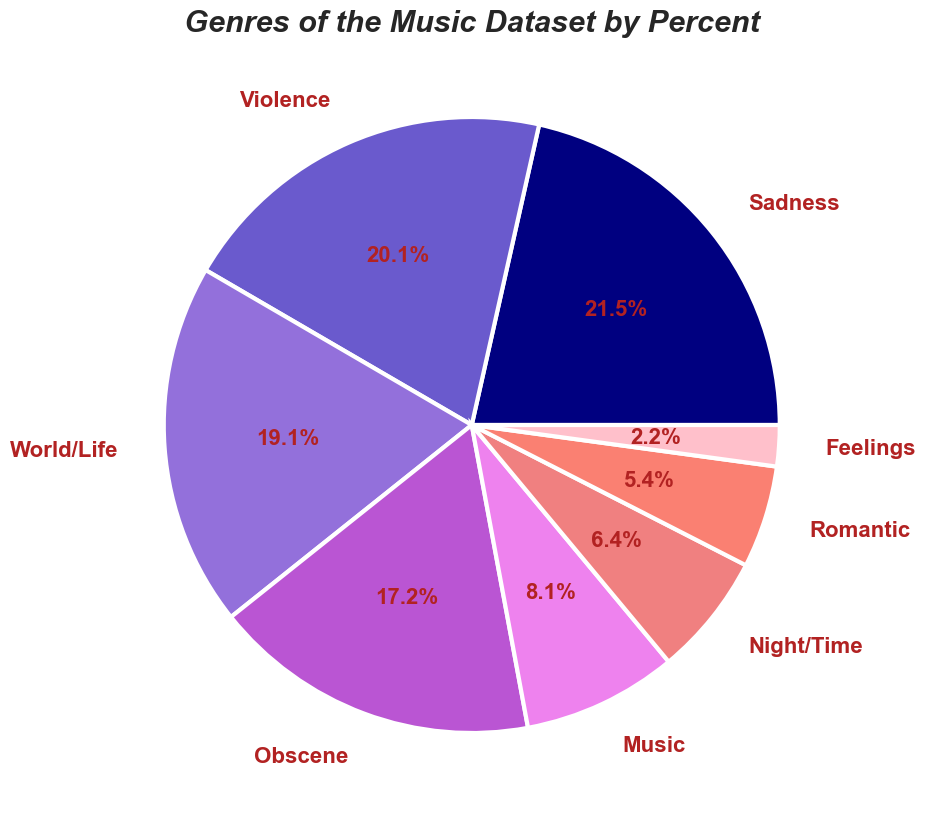 Genres of the Music Dataset by Percent
Violence
Sadness
20.1%
21.5%
19.1%
2.2%
World/Life
Feelings
5.4%
Romantic
6.4%
17.2%
8.1%
Night/Time
Music
Obscene